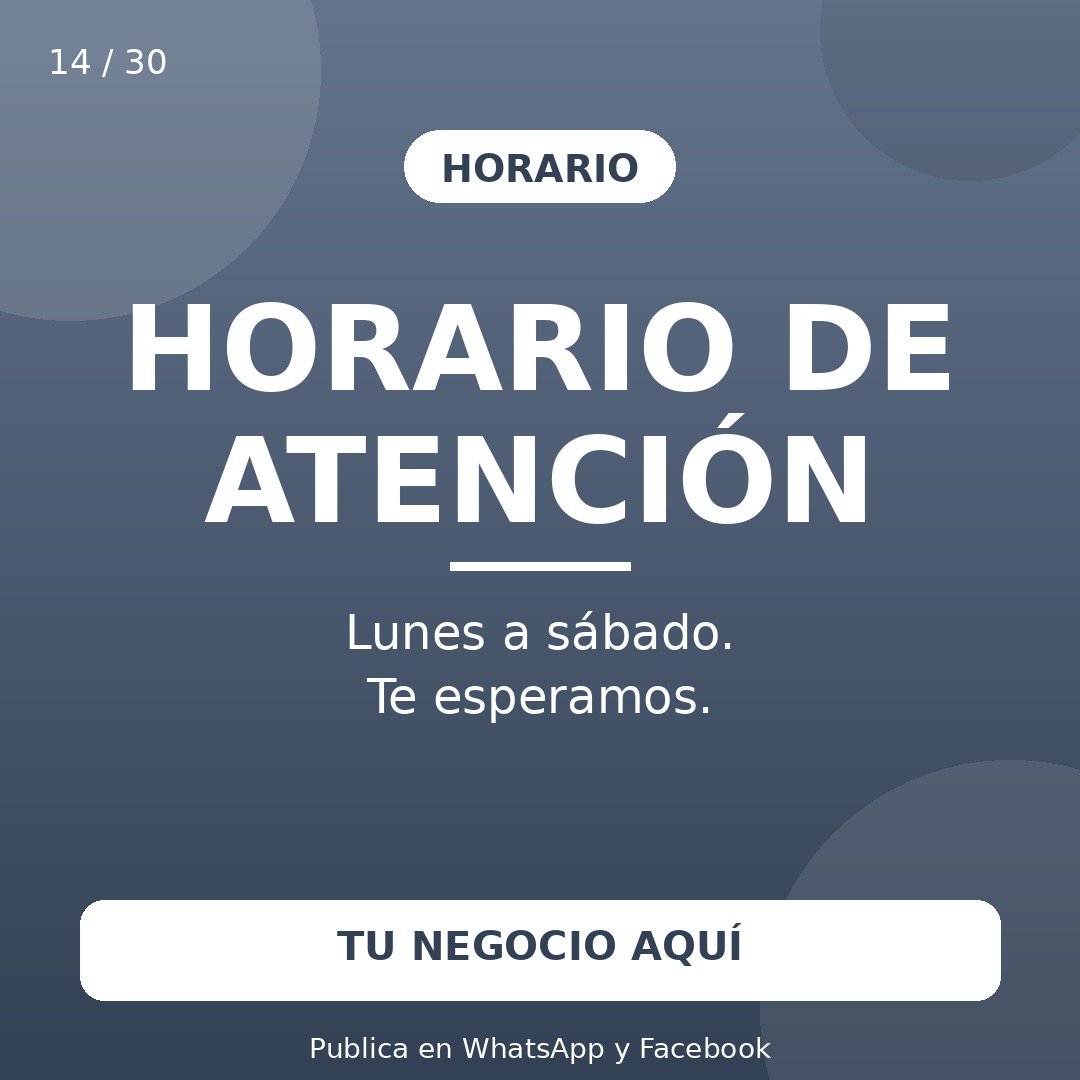 14 / 30
HORARIO
HORARIO DE
ATENCIÓN
Lunes a sábado.
Te esperamos.
TU NEGOCIO AQUÍ
Publica en WhatsApp y Facebook